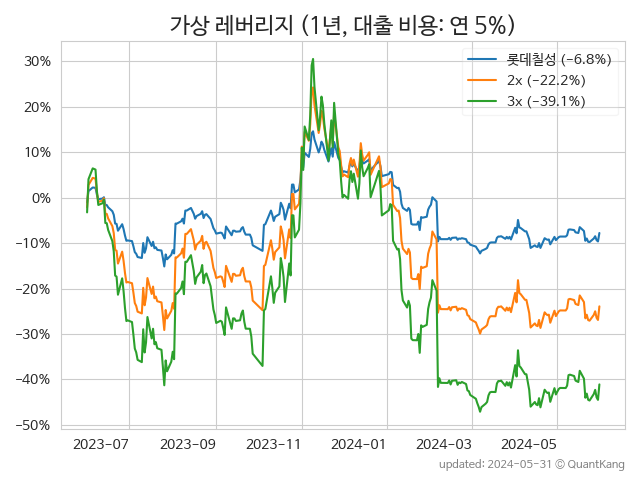 가상 레버리지 (1년, 대출 비용: 연 5%)
롯데칠성 (−6.8%)
2x (−22.2%)
3x (−39.1%)
30%
20%
10%
0%
−10%
−20%
−30%
−40%
−50%
2023-07 2023-09 2023-11 2024-01 2024-03 2024-05
updated: 2024-05-31 ⓒ QuantKang